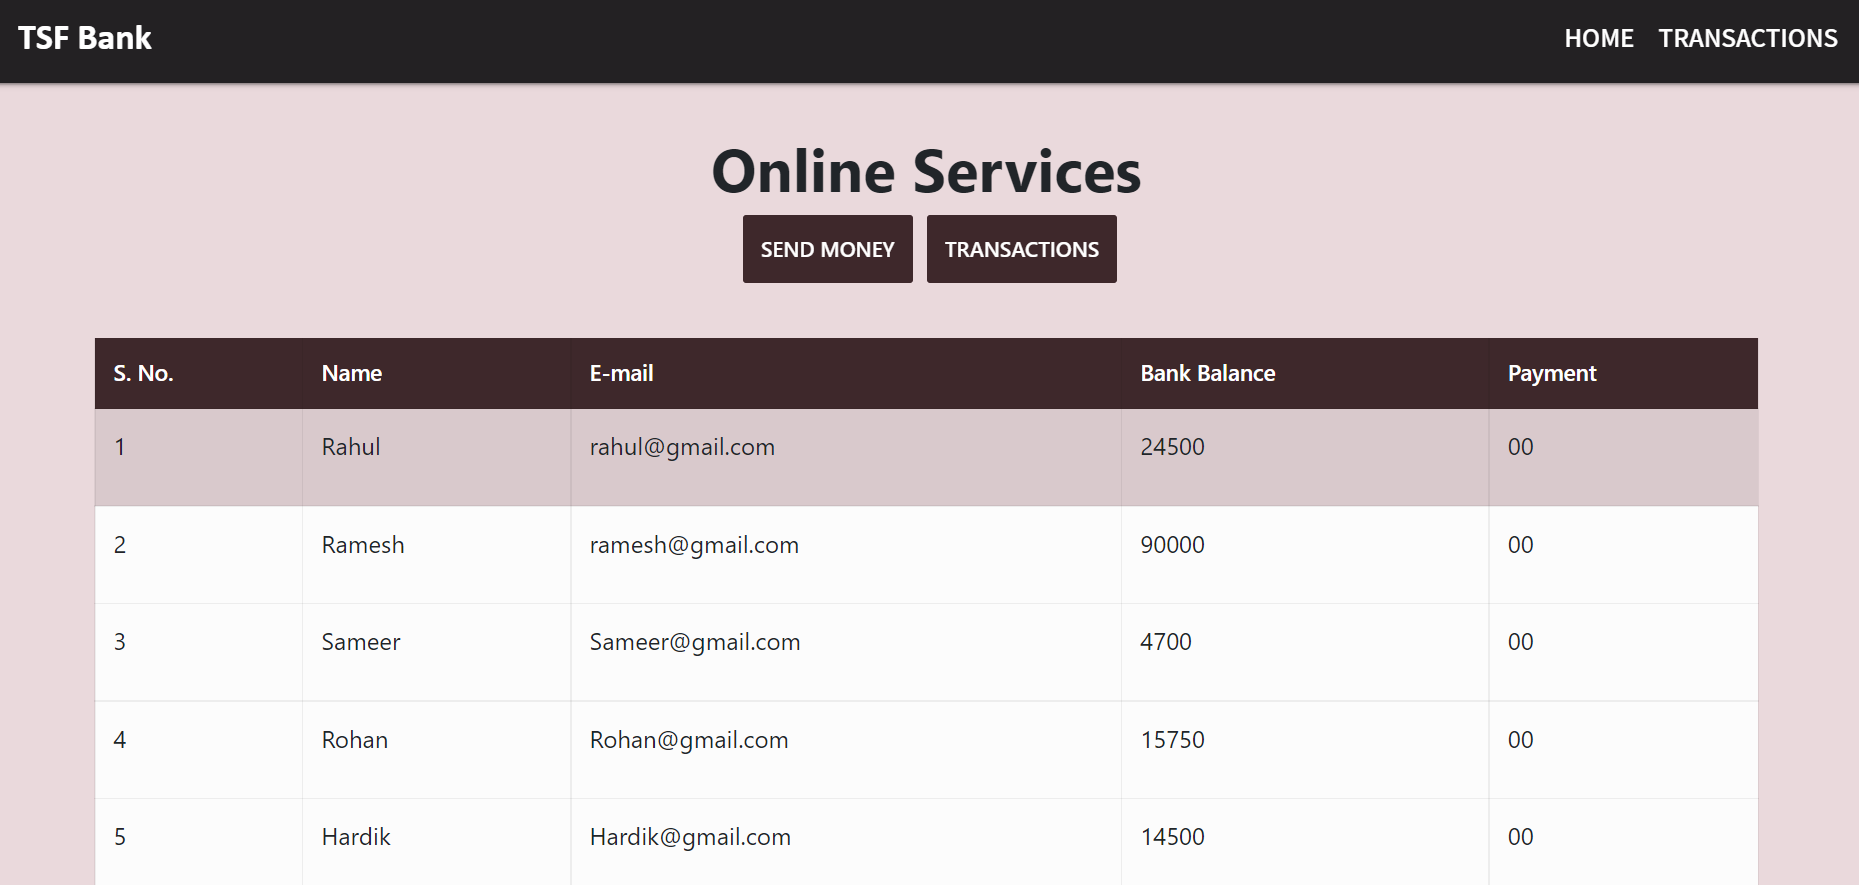 TSF Bank HOME TRANSACTIONS
Online Services
SEND MONEY TRANSACTIONS
S. No. Name E-mail Bank Balance Payment
1 Rahul rahul@gmail.com 24500 00
2 Ramesh ramesh@gmail.com 90000 00
3 Sameer Sameer@gmail.com 4700 00
4 Rohan Rohan@gmail.com 15750 00
5 Hardik Hardik@gmail.com 14500 00